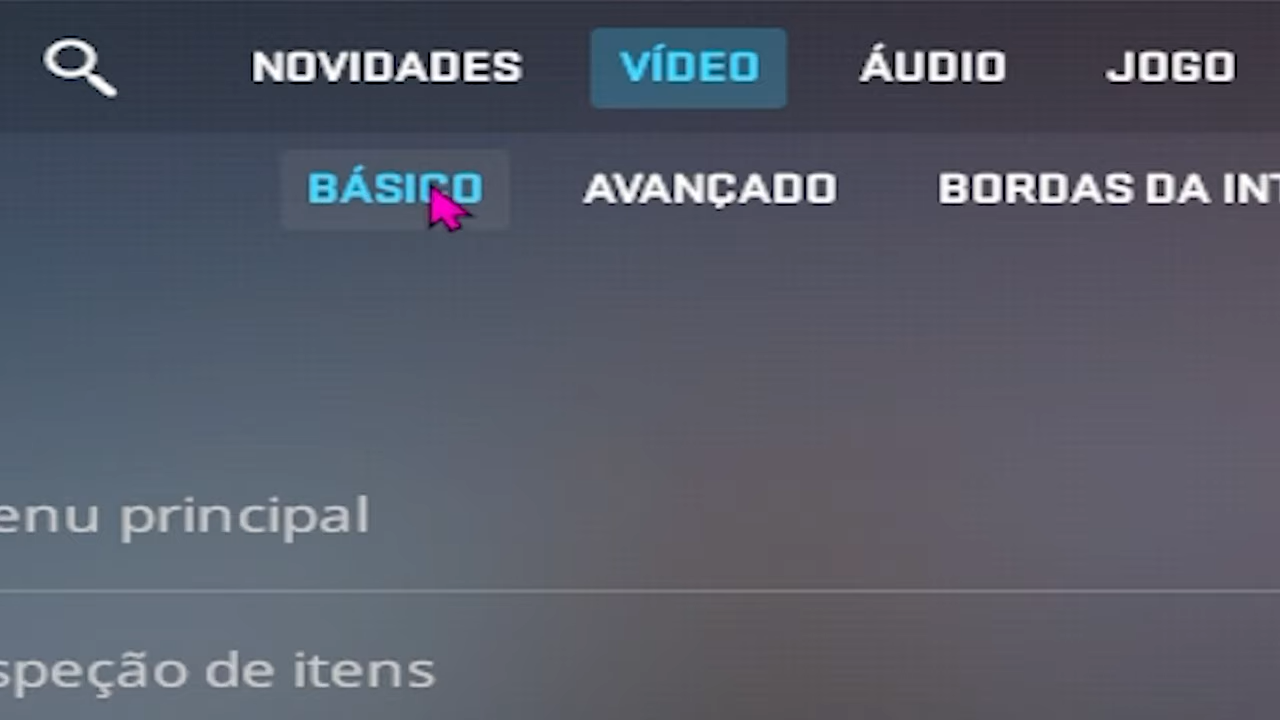 NOVIDADES VÍDEO ÁUDIO JOGO
BÁSICO AVANÇADO BORDAS DA INT
enu principal
speção de itens